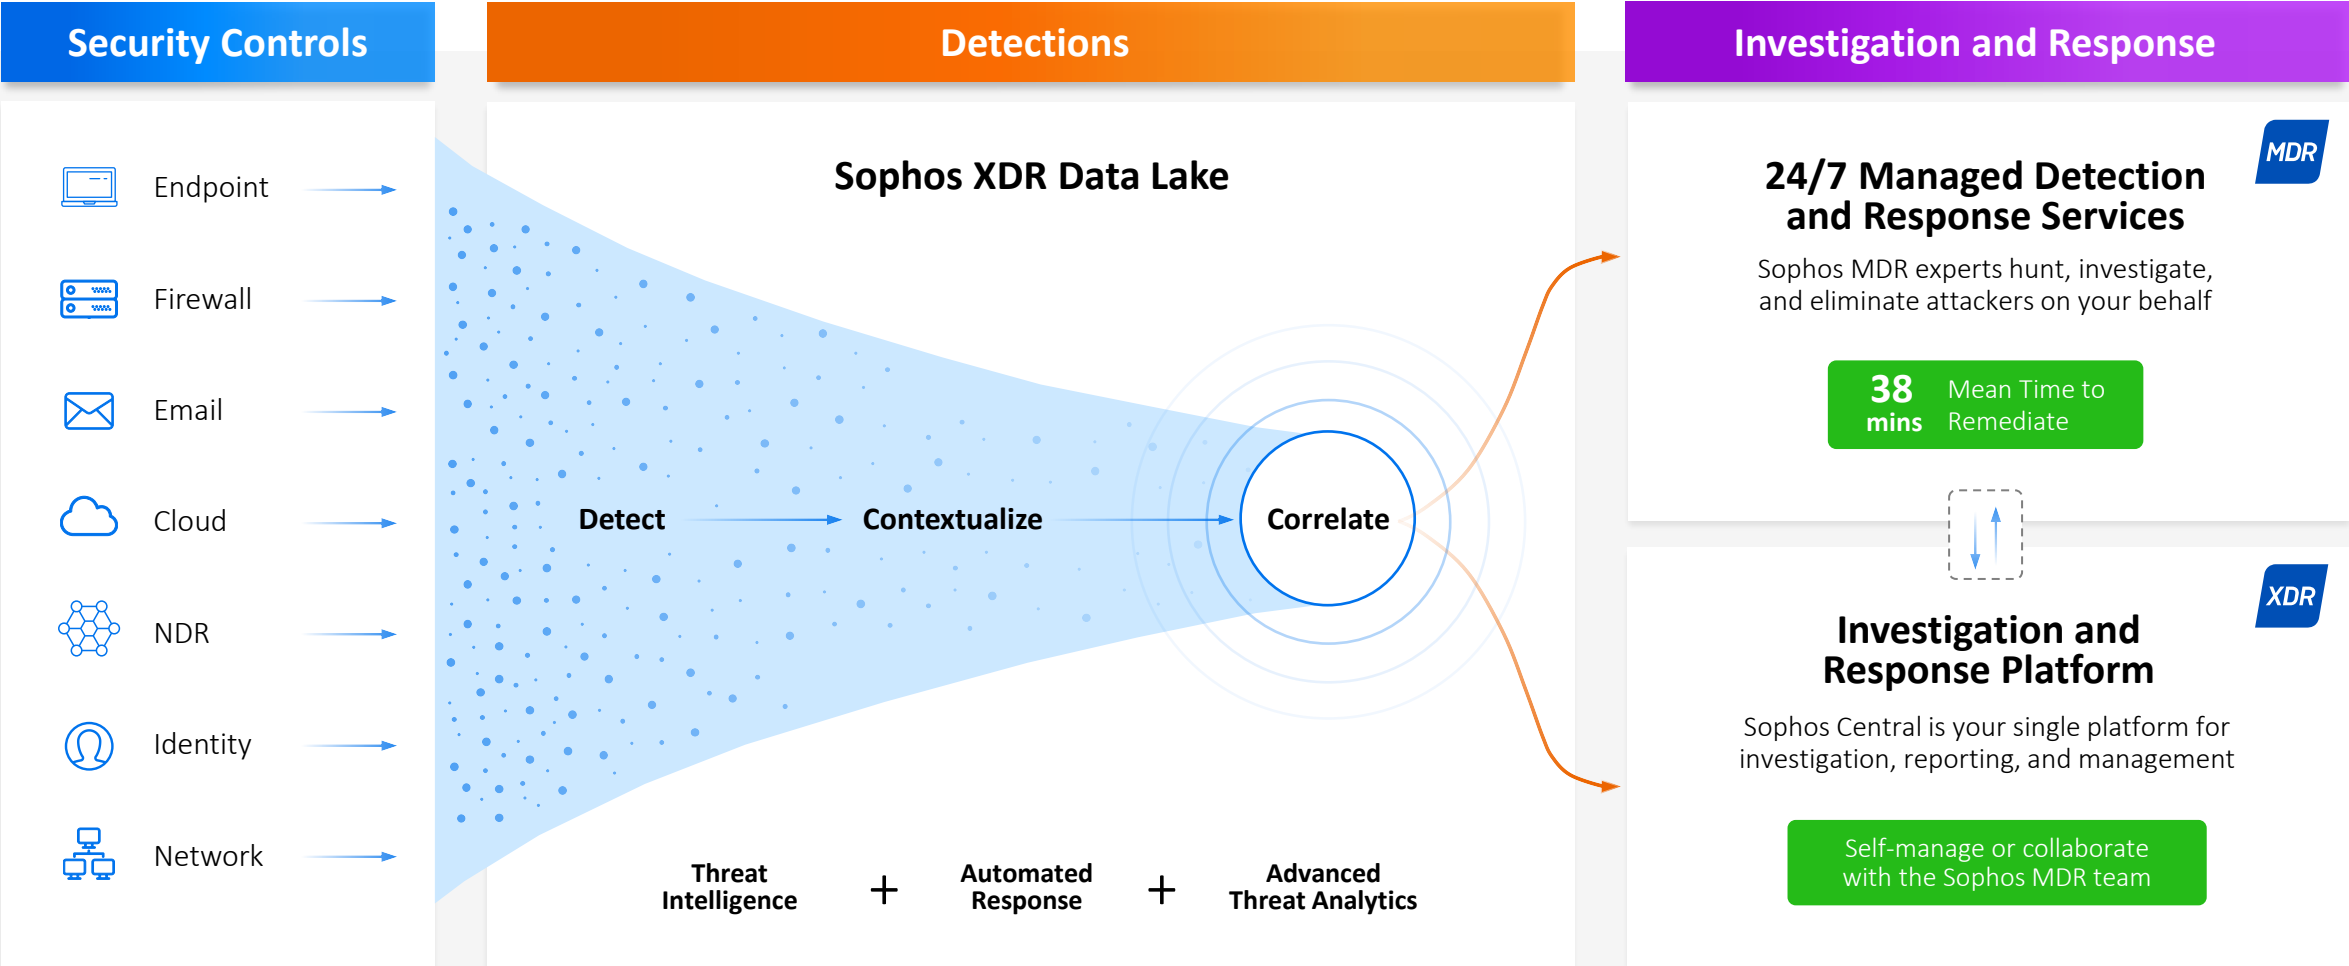 Security Controls
Endpoint
Firewall
Email
Cloud
NDR
Identity
Network
Detections
Sophos XDR Data Lake
Detect
Contextualize
Correlate
Threat
Intelligence
+
Automated
Response
+
Advanced
Threat Analytics
Investigation and Response
MDR
24/7 Managed Detection
and Response Services
Sophos MDR experts hunt, investigate,
and eliminate attackers on your behalf
38
mins
Mean Time to
Remediate
XDR
Investigation and
Response Platform
Sophos Central is your single platform for
investigation, reporting, and management
Self-manage or collaborate
with the Sophos MDR team